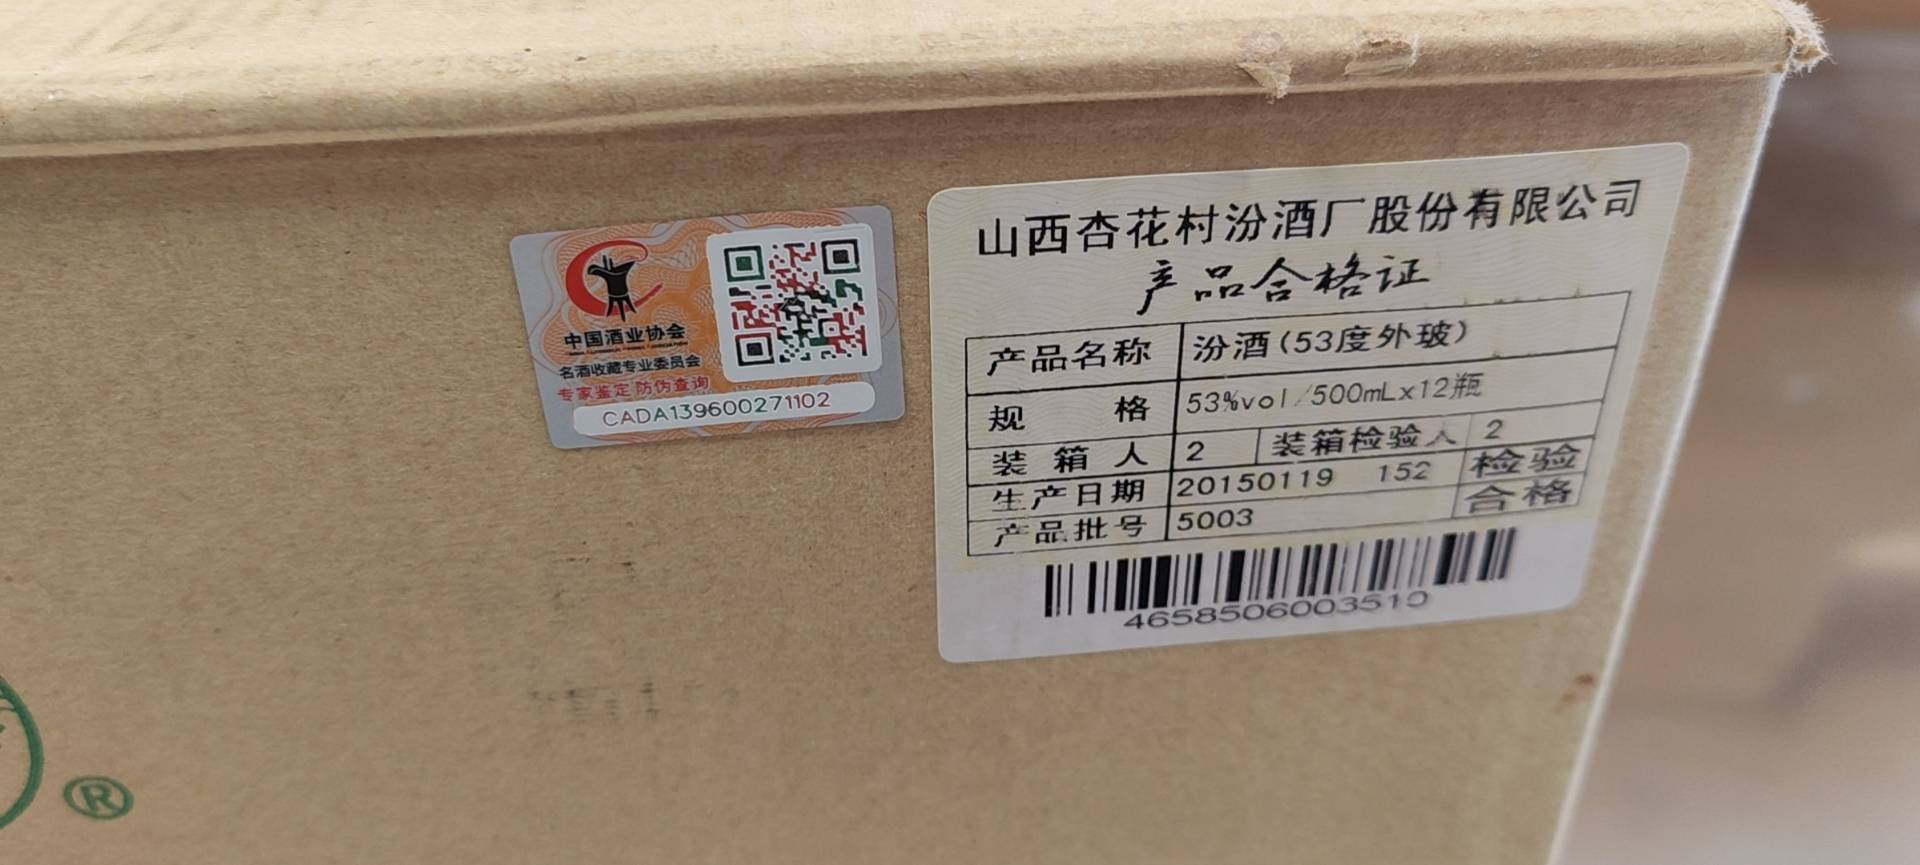 中国酒业协会
名酒收藏专业委员会
专家鉴定 防伪查询
CADA139600271102
山西杏花村汾酒厂股份有限公司
产品合格证
产品名称 汾酒(53度外玻)
规 格 53%vol/500mLx12瓶
装 箱 人 2 装箱检验人 2
生产日期 20150119 152 检验
产品批号 5003 合格
4658506003510
®